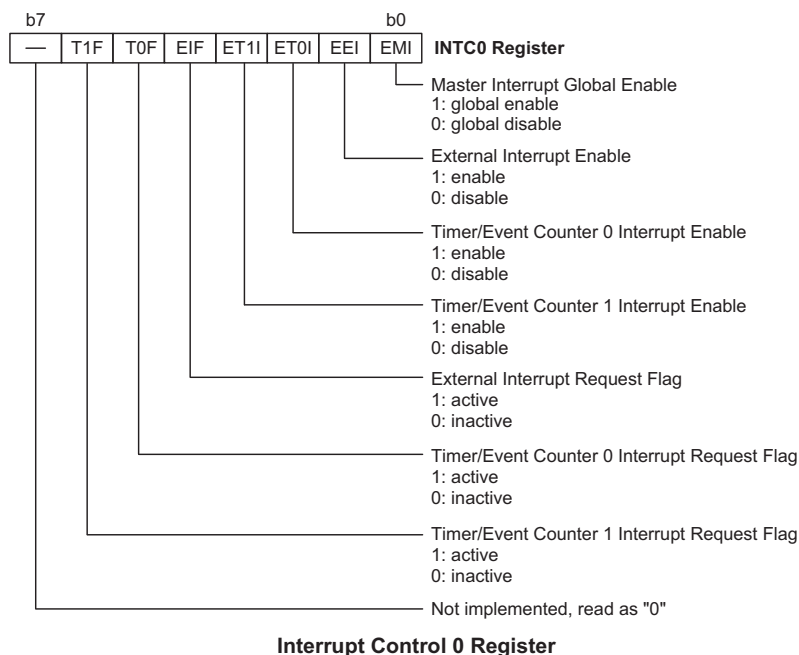 b7 b0
— T1F T0F EIF ET1I ET0I EEI EMI INTC0 Register
Master Interrupt Global Enable
1: global enable
0: global disable
External Interrupt Enable
1: enable
0: disable
Timer/Event Counter 0 Interrupt Enable
1: enable
0: disable
Timer/Event Counter 1 Interrupt Enable
1: enable
0: disable
External Interrupt Request Flag
1: active
0: inactive
Timer/Event Counter 0 Interrupt Request Flag
1: active
0: inactive
Timer/Event Counter 1 Interrupt Request Flag
1: active
0: inactive
Not implemented, read as "0"
Interrupt Control 0 Register